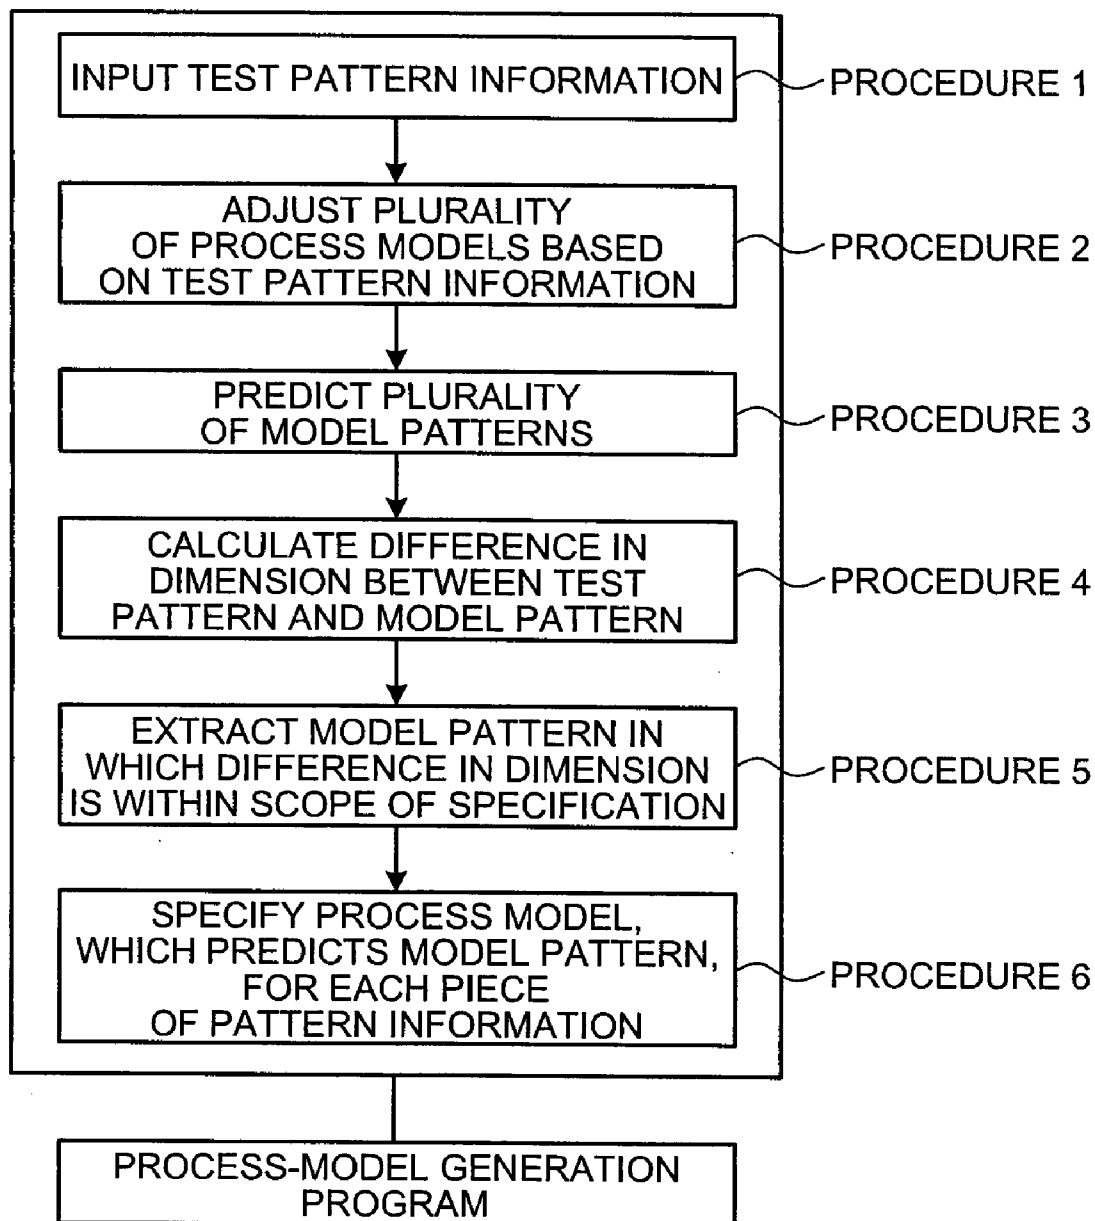 INPUT TEST PATTERN INFORMATION
PROCEDURE 1
ADJUST PLURALITY
OF PROCESS MODELS BASED
ON TEST PATTERN INFORMATION
PROCEDURE 2
PREDICT PLURALITY
OF MODEL PATTERNS
PROCEDURE 3
CALCULATE DIFFERENCE IN
DIMENSION BETWEEN TEST
PATTERN AND MODEL PATTERN
PROCEDURE 4
EXTRACT MODEL PATTERN IN
WHICH DIFFERENCE IN DIMENSION
IS WITHIN SCOPE OF SPECIFICATION
PROCEDURE 5
SPECIFY PROCESS MODEL,
WHICH PREDICTS MODEL PATTERN,
FOR EACH PIECE
OF PATTERN INFORMATION
PROCEDURE 6
PROCESS-MODEL GENERATION
PROGRAM